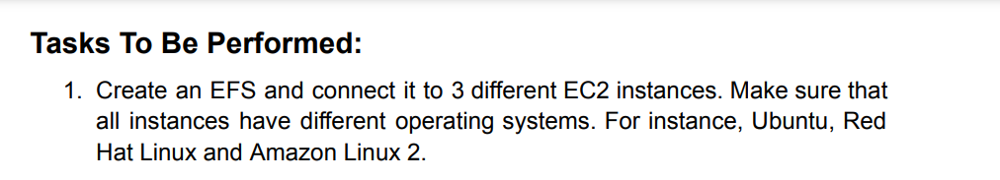 Tasks To Be Performed:
1. Create an EFS and connect it to 3 different EC2 instances. Make sure that
all instances have different operating systems. For instance, Ubuntu, Red
Hat Linux and Amazon Linux 2.